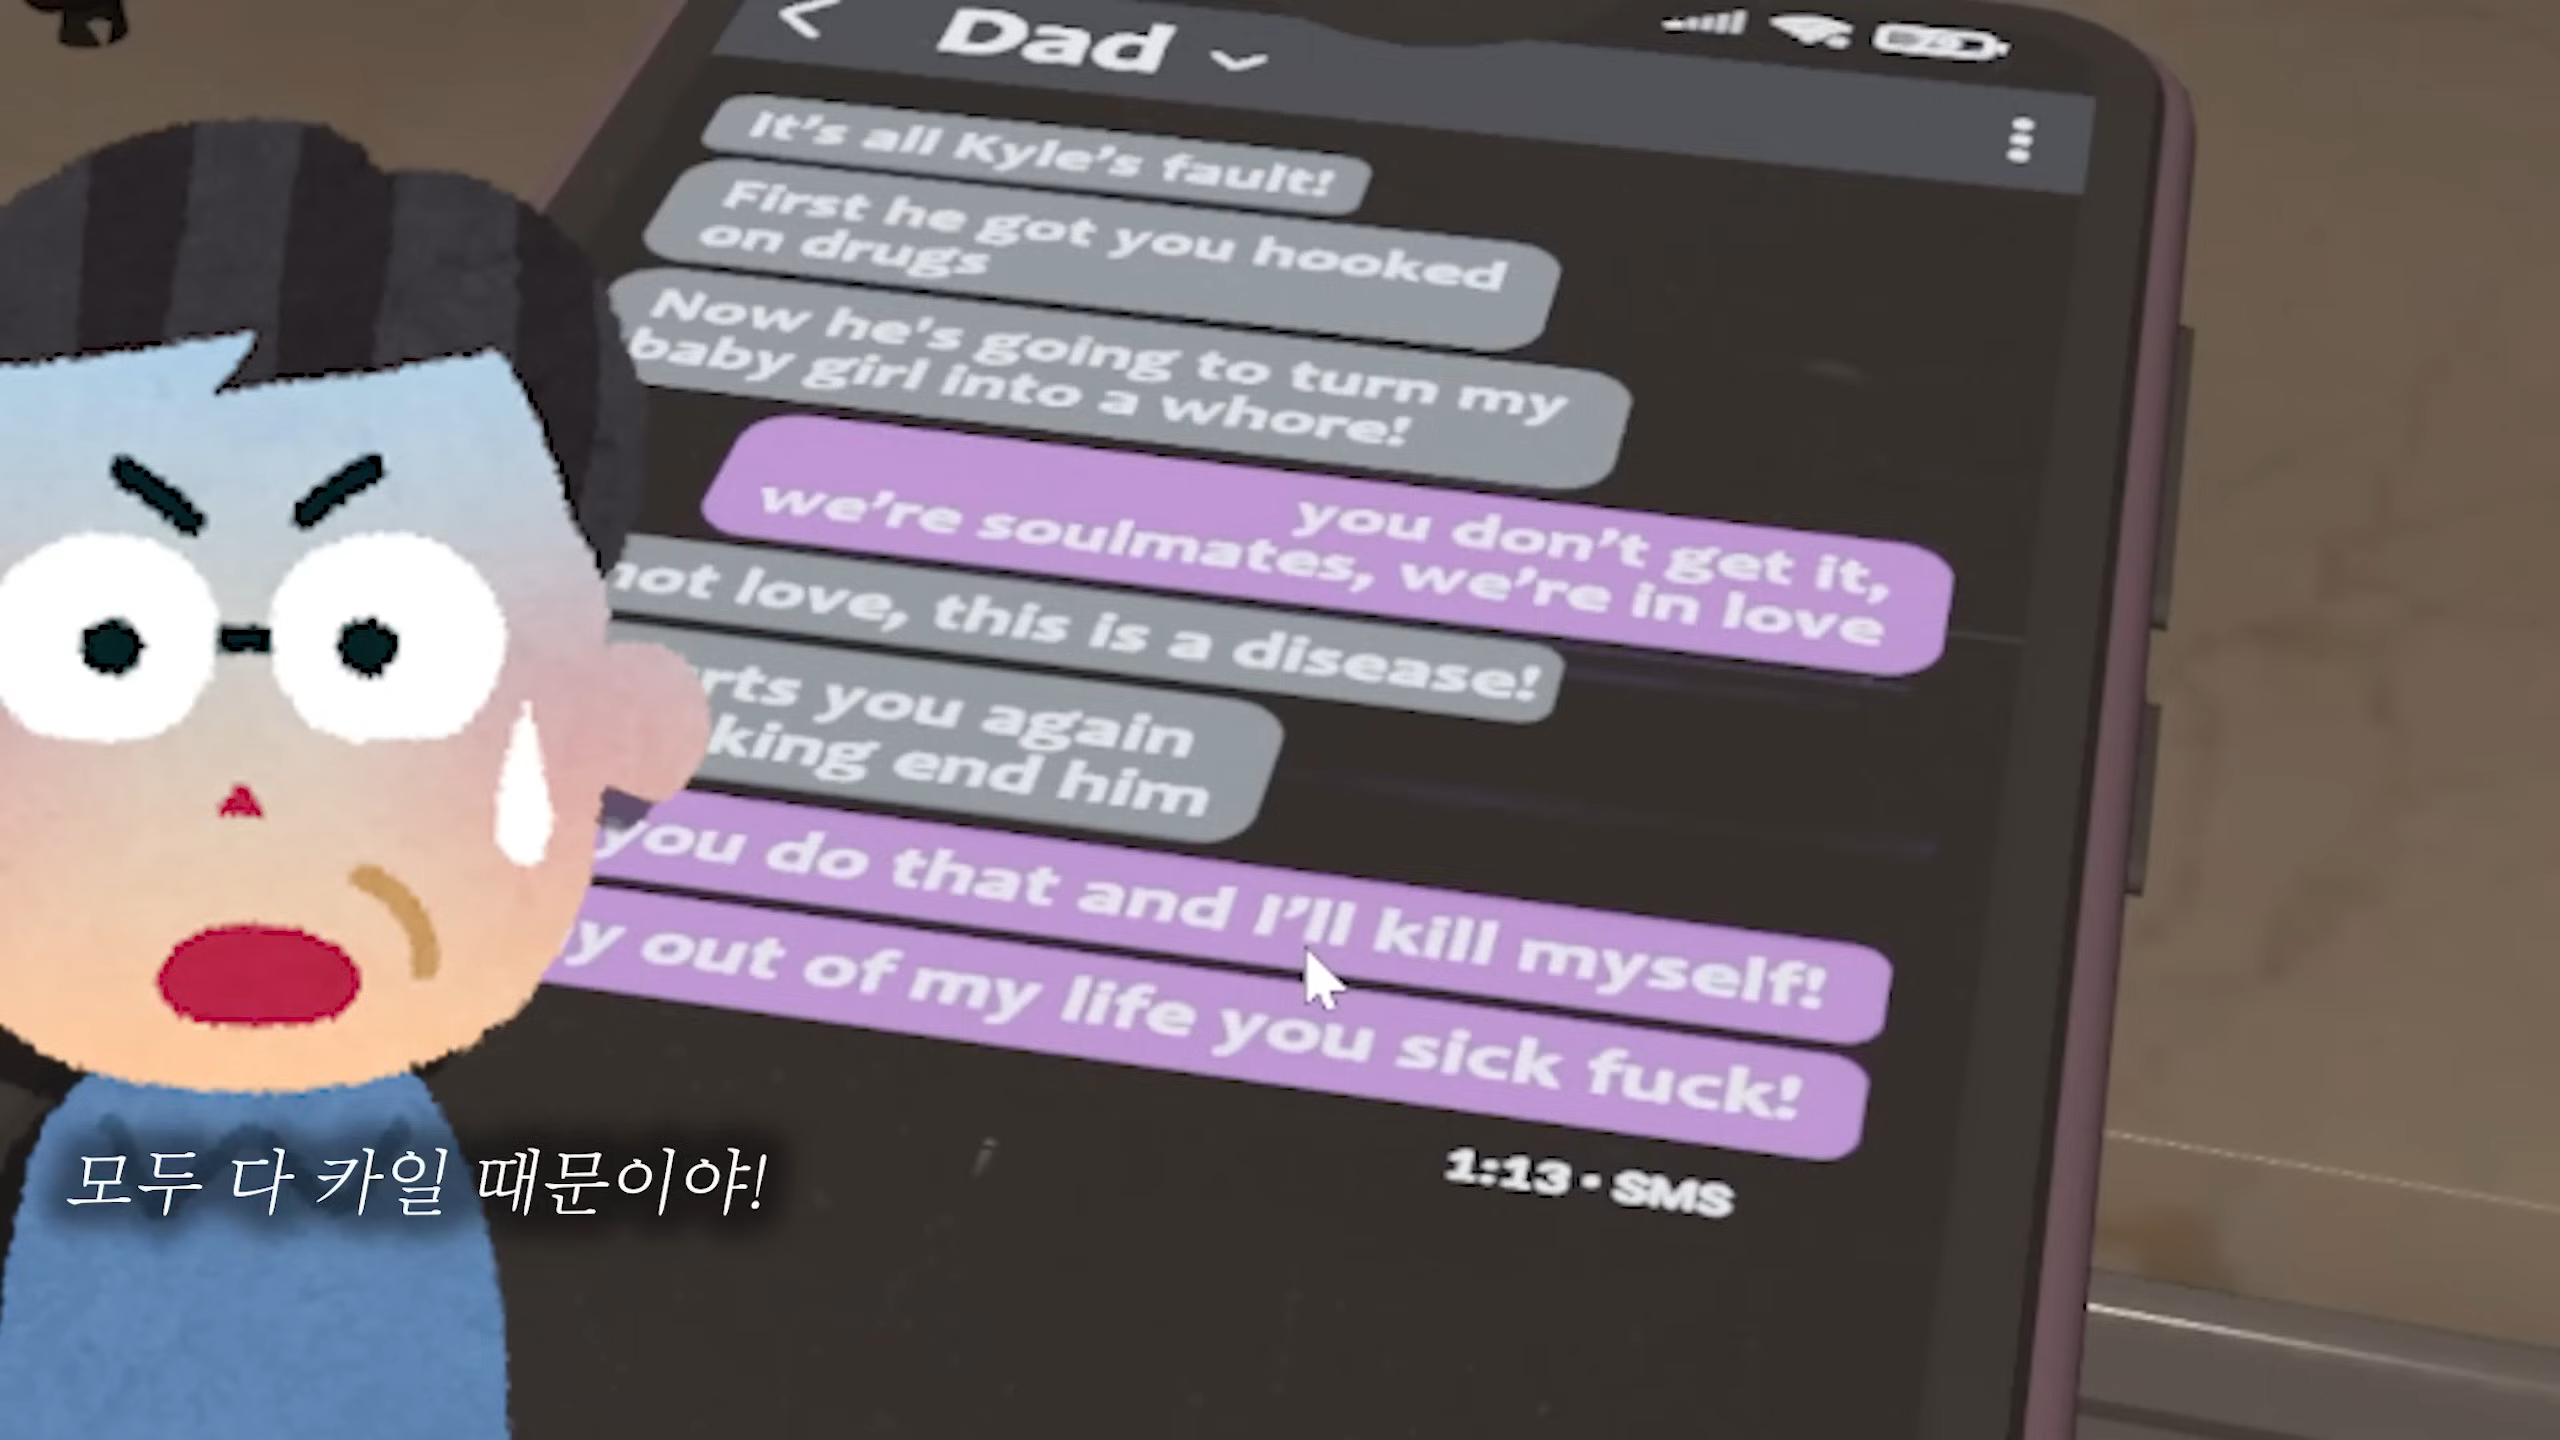 Dad
It's all Kyle's fault!
First he got you hooked
on drugs
Now he's going to turn my
baby girl into a whore!
you don't get it,
we're soulmates, we're in love
not love, this is a disease!
you again
end him
you do that and I'll kill myself!
out of my life you sick fuck!
1:13 • SMS
모두 다 카일 때문이야!